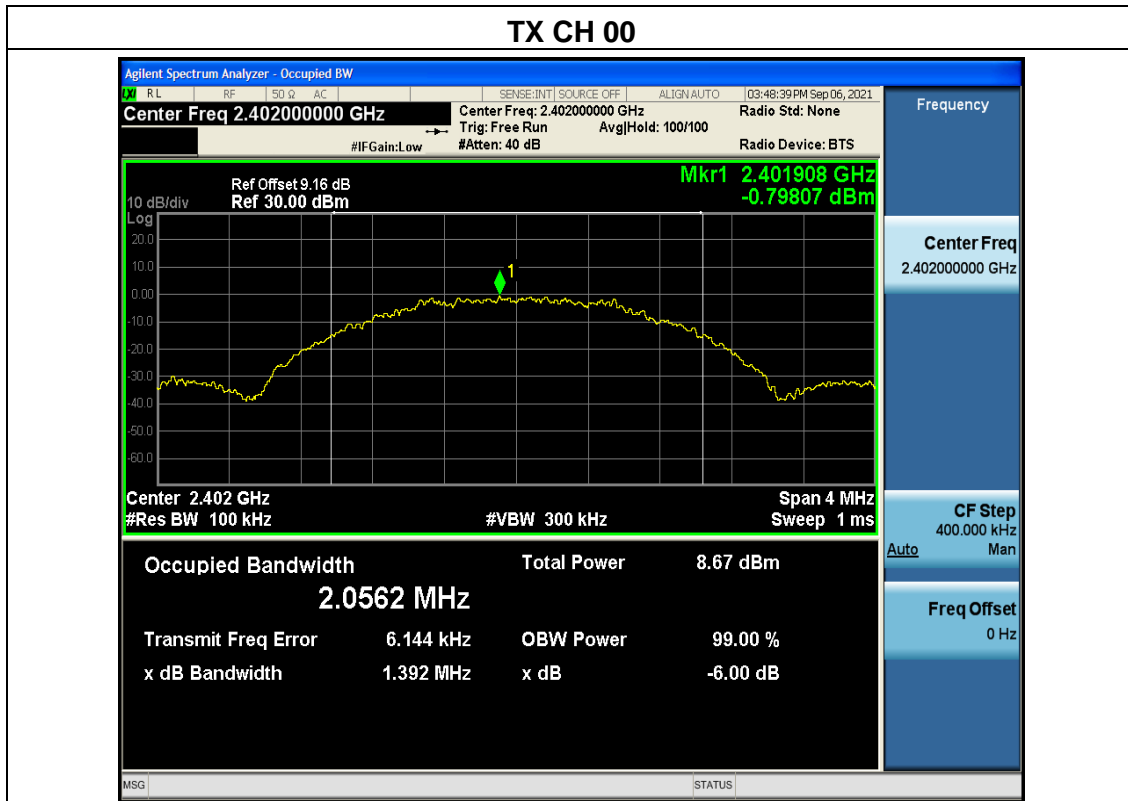 TX CH 00
Agilent Spectrum Analyzer - Occupied BW
LXI RL RF 50 Ω AC SENSE:INT SOURCE OFF ALIGN AUTO 03:48:39 PM Sep 06, 2021
Center Freq 2.402000000 GHz
Center Freq: 2.402000000 GHz
Radio Std: None
Trig: Free Run Avg|Hold: 100/100
#IFGain:Low #Atten: 40 dB Radio Device: BTS
Frequency
Mkr1 2.401908 GHz
-0.79807 dBm
Ref Offset 9.16 dB
10 dB/div Ref 30.00 dBm
Log
20.0
10.0
0.00
-10.0
-20.0
-30.0
-40.0
-50.0
-60.0
1
Center 2.402 GHz Span 4 MHz
#Res BW 100 kHz #VBW 300 kHz Sweep 1 ms
Occupied Bandwidth Total Power 8.67 dBm
2.0562 MHz
Transmit Freq Error 6.144 kHz OBW Power 99.00 %
x dB Bandwidth 1.392 MHz x dB -6.00 dB
Center Freq
2.402000000 GHz
CF Step
400.000 kHz
Auto Man
Freq Offset
0 Hz
MSG STATUS